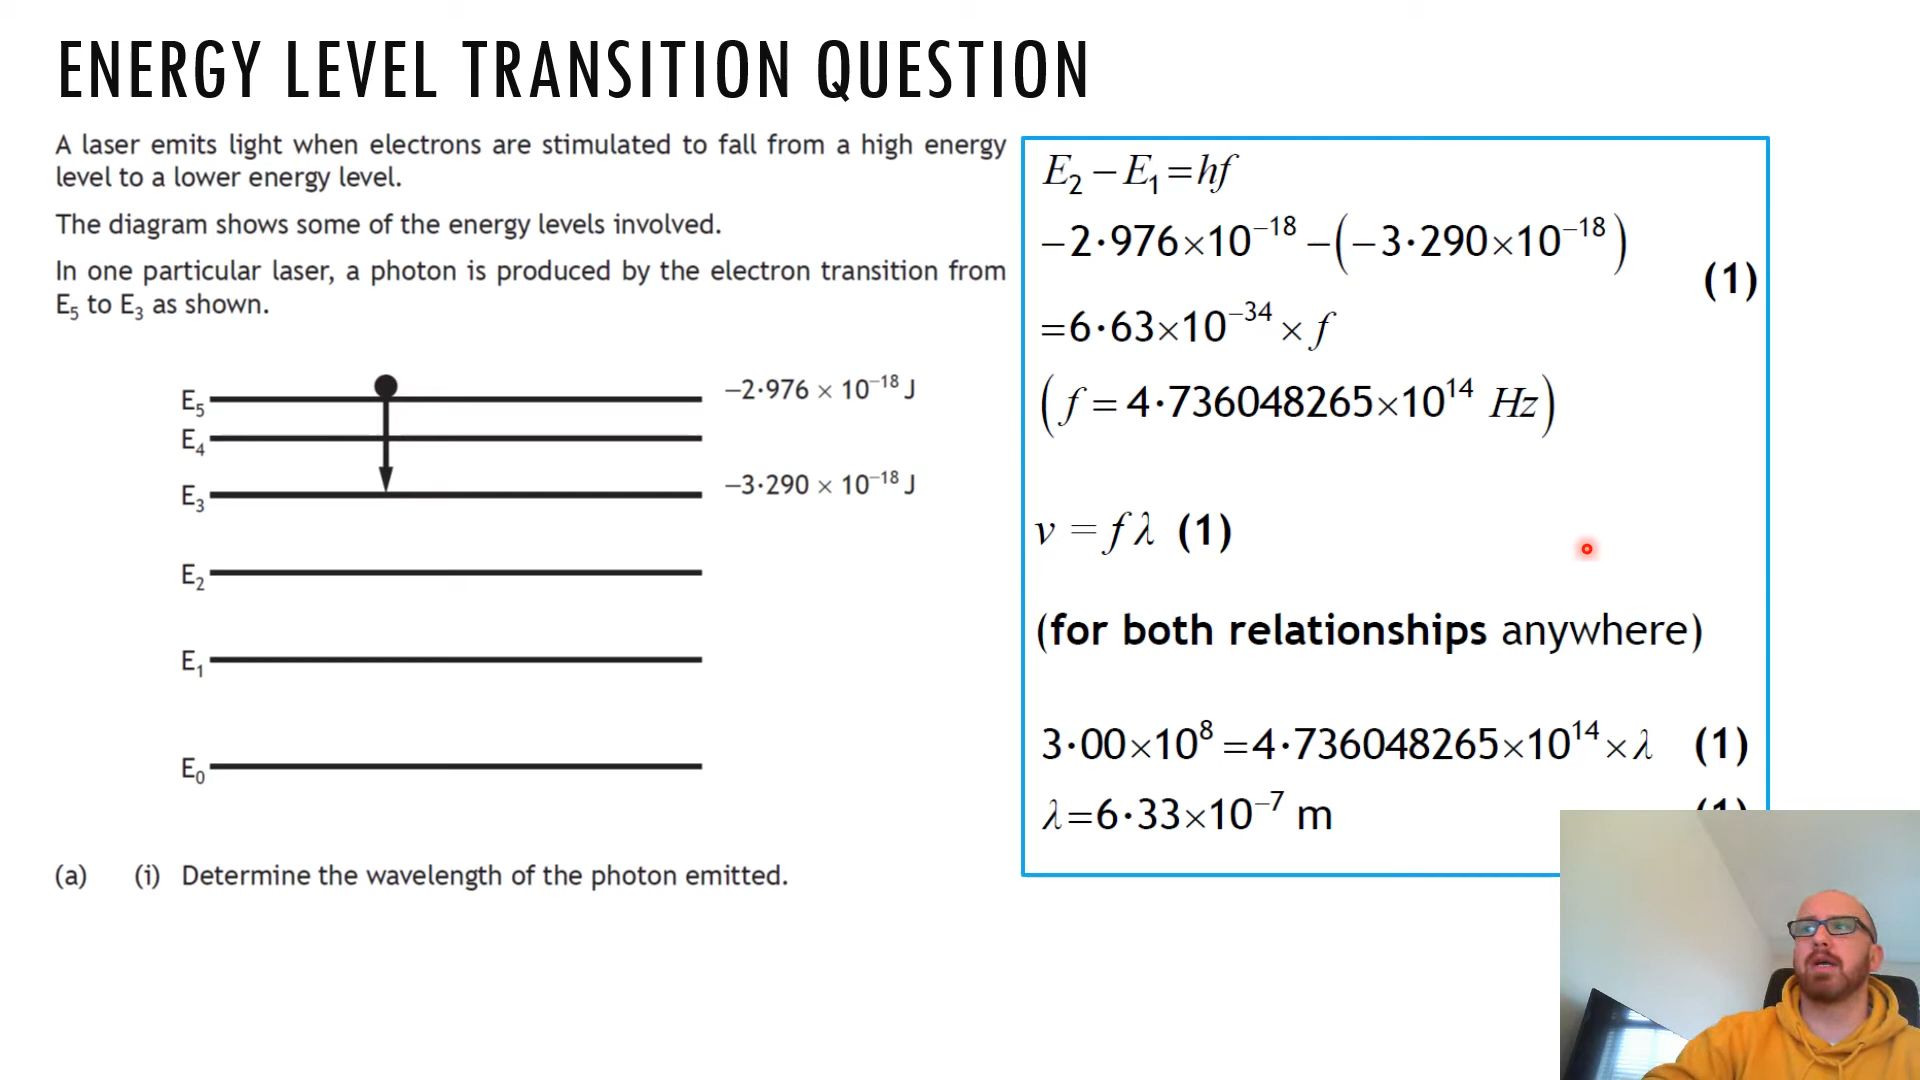 ENERGY LEVEL TRANSITION QUESTION
A laser emits light when electrons are stimulated to fall from a high energy
level to a lower energy level.
The diagram shows some of the energy levels involved.
In one particular laser, a photon is produced by the electron transition from
E₅ to E₃ as shown.
E₅ −2·976 × 10⁻¹⁸ J
E₄
E₃ −3·290 × 10⁻¹⁸ J
E₂
E₁
E₀
(a) (i) Determine the wavelength of the photon emitted.
E₂ − E₁ = hf
−2·976×10⁻¹⁸ −(−3·290×10⁻¹⁸)
(1)
=6·63×10⁻³⁴ × f
(f = 4·736048265×10¹⁴ Hz)
v = fλ (1)
(for both relationships anywhere)
3·00×10⁸ =4·736048265×10¹⁴ ×λ (1)
λ=6·33×10⁻⁷ m